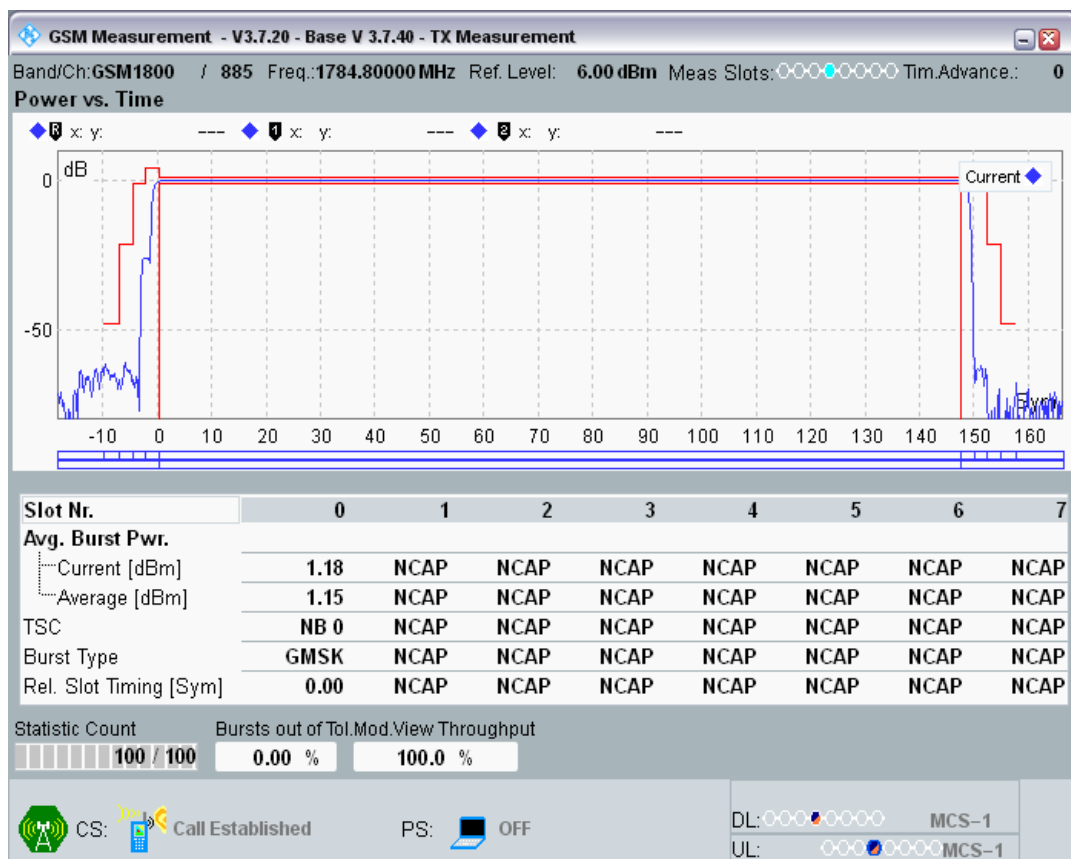 GSM Measurement - V3.7.20 - Base V 3.7.40 - TX Measurement
Band/Ch:GSM1800 / 885 Freq.:1784.80000 MHz Ref. Level: 6.00 dBm Meas Slots: Tim.Advance.: 0
Power vs. Time
R x: y: --- 1 x: y: --- 2 x: y: ---
dB
Current
0
-50
Sym
-10 0 10 20 30 40 50 60 70 80 90 100 110 120 130 140 150 160
Slot Nr. 0 1 2 3 4 5 6 7
Avg. Burst Pwr.
Current [dBm] 1.18 NCAP NCAP NCAP NCAP NCAP NCAP NCAP
Average [dBm] 1.15 NCAP NCAP NCAP NCAP NCAP NCAP NCAP
TSC NB 0 NCAP NCAP NCAP NCAP NCAP NCAP NCAP
Burst Type GMSK NCAP NCAP NCAP NCAP NCAP NCAP NCAP
Rel. Slot Timing [Sym] 0.00 NCAP NCAP NCAP NCAP NCAP NCAP NCAP
Statistic Count Bursts out of Tol. Mod.View Throughput
100 / 100 0.00 % 100.0 %
CS: Call Established PS: OFF DL: MCS-1
UL: MCS-1